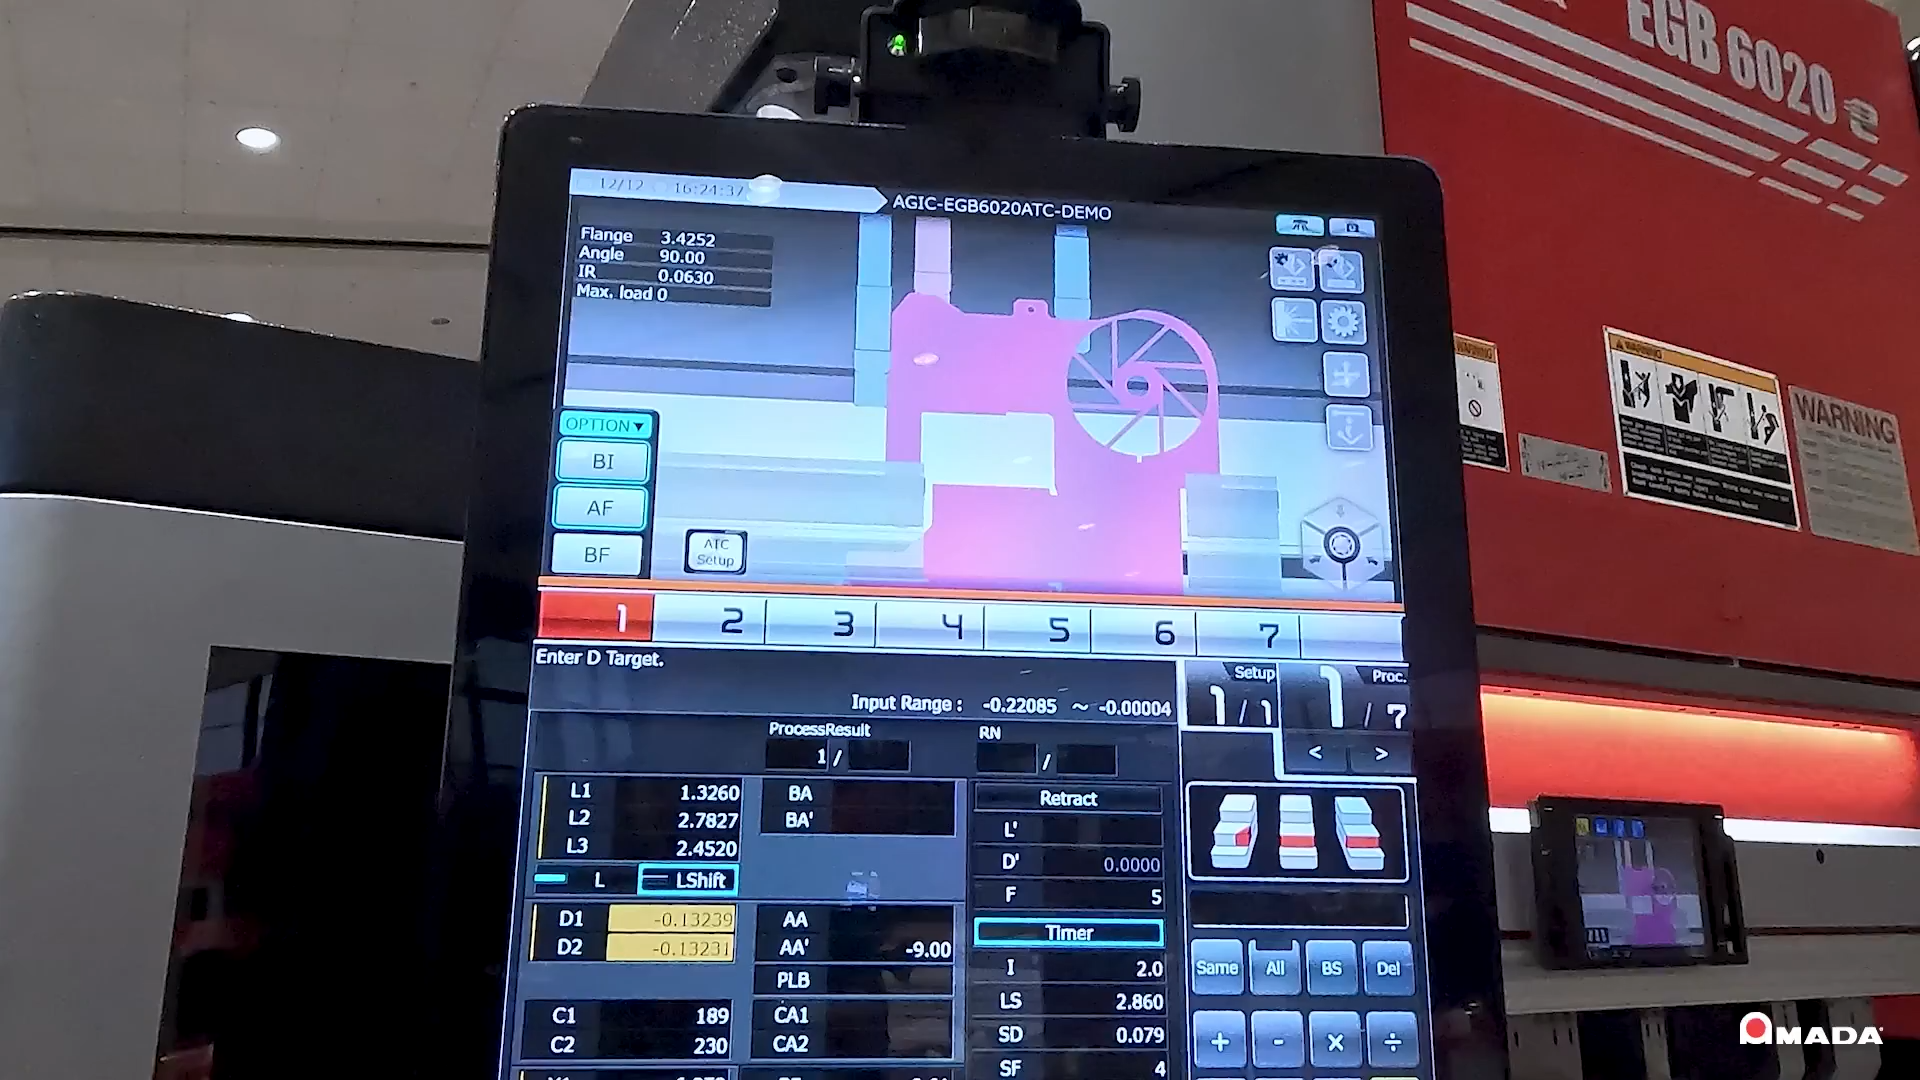 EGB 6020
12/12 16:24:37
AGIC-EGB6020ATC-DEMO
Flange 3.4252
Angle 90.00
IR 0.0630
Max. load 0
OPTION▼
BI
AF
BF
ATC Setup
1 2 3 4 5 6 7
Enter D Target.
Input Range : -0.22085 ~ -0.00004
Setup 1 / 1
Proc. 1 / 7
< >
ProcessResult 1 /
RN /
L1 1.3260
L2 2.7827
L3 2.4520
L LShift
D1 -0.13239
D2 -0.13231
C1 189
C2 230
BA
BA'
AA
AA' -9.00
PLB
CA1
CA2
Retract
L'
D' 0.0000
F 5
Timer
I 2.0
LS 2.860
SD 0.079
SF 4
Same All BS Del
+ - × ÷
WARNING
WARNING
WARNING
AMADA